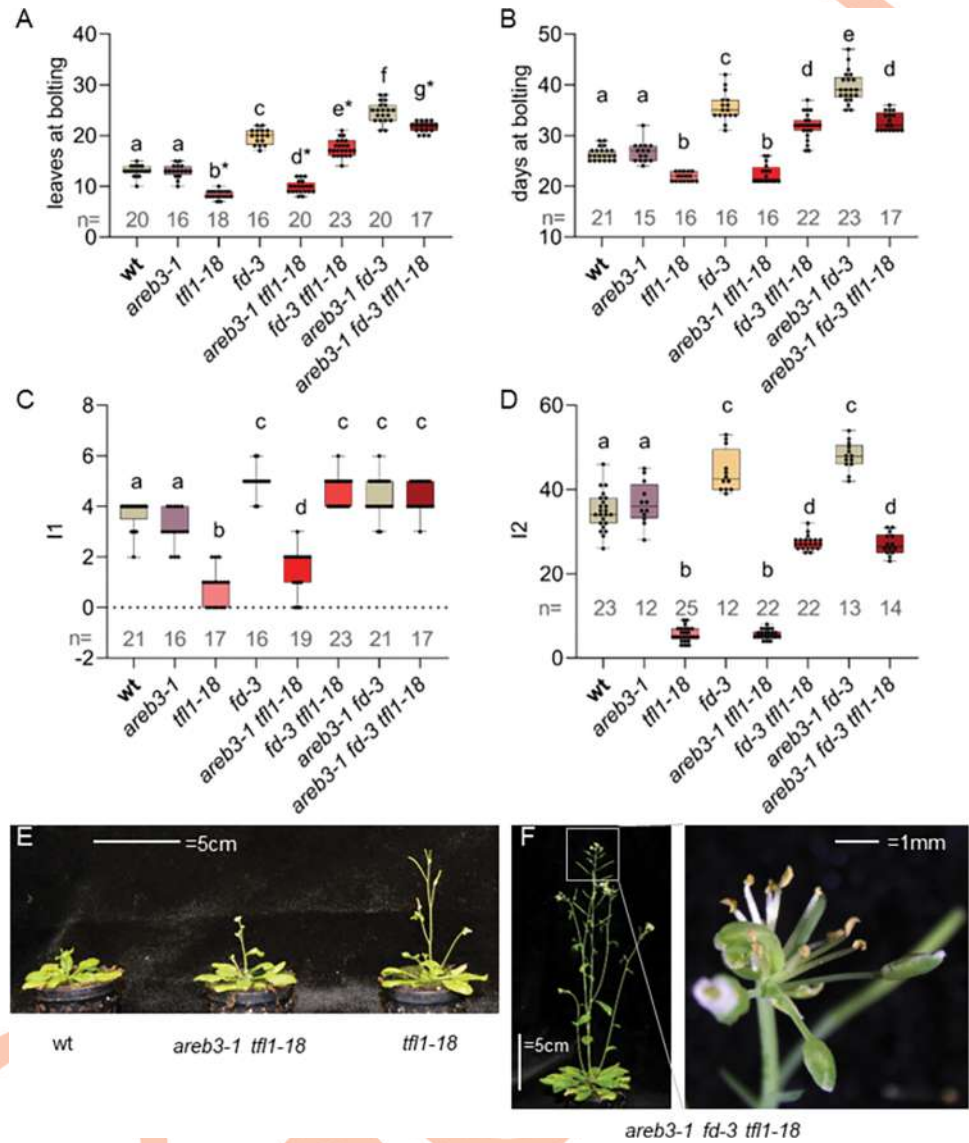 A
leaves at bolting
40
30
20
10
0
a
a
b*
c
d*
e*
f
g*
n=
20
16
18
16
20
23
20
17
wt
areb3-1
tfl1-18
fd-3
areb3-1 tfl1-18
fd-3 tfl1-18
areb3-1 fd-3
areb3-1 fd-3 tfl1-18
B
days at bolting
50
40
30
20
10
a
a
b
c
b
d
e
d
n=
21
15
16
16
16
22
23
17
wt
areb3-1
tfl1-18
fd-3
areb3-1 tfl1-18
fd-3 tfl1-18
areb3-1 fd-3
areb3-1 fd-3 tfl1-18
C
I1
8
6
4
2
0
-2
a
a
b
c
d
c
c
c
n=
21
16
17
16
19
23
21
17
wt
areb3-1
tfl1-18
fd-3
areb3-1 tfl1-18
fd-3 tfl1-18
areb3-1 fd-3
areb3-1 fd-3 tfl1-18
D
I2
60
40
20
0
a
a
b
c
b
d
c
d
n=
23
12
25
12
22
22
13
14
wt
areb3-1
tfl1-18
fd-3
areb3-1 tfl1-18
fd-3 tfl1-18
areb3-1 fd-3
areb3-1 fd-3 tfl1-18
E
=5cm
wt
areb3-1 tfl1-18
tfl1-18
F
=5cm
=1mm
areb3-1 fd-3 tfl1-18